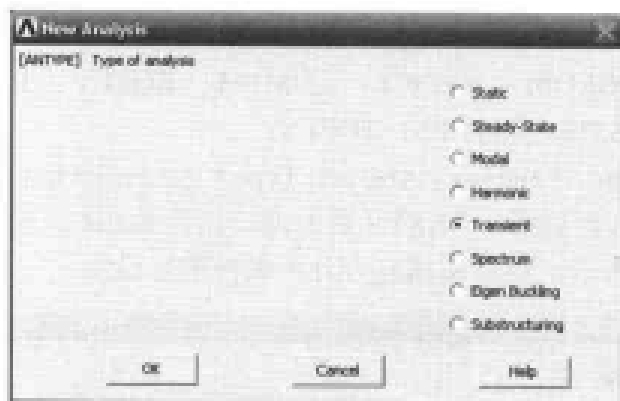 New Analysis
[ANTYPE] Type of analysis
Static
Steady-State
Modal
Harmonic
Transient
Spectrum
Eigen Buckling
Substructuring
OK
Cancel
Help